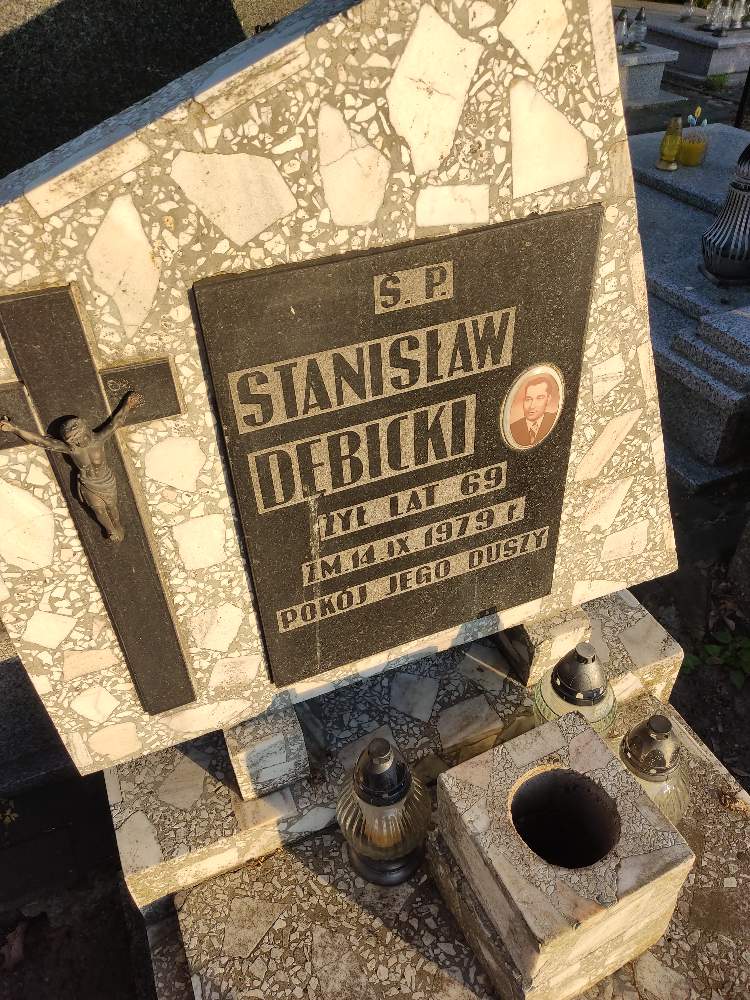 Ś. P.
STANISŁAW
DĘBICKI
ŻYŁ LAT 69
ZM 14.IX 1979 r.
POKÓJ JEGO DUSZY